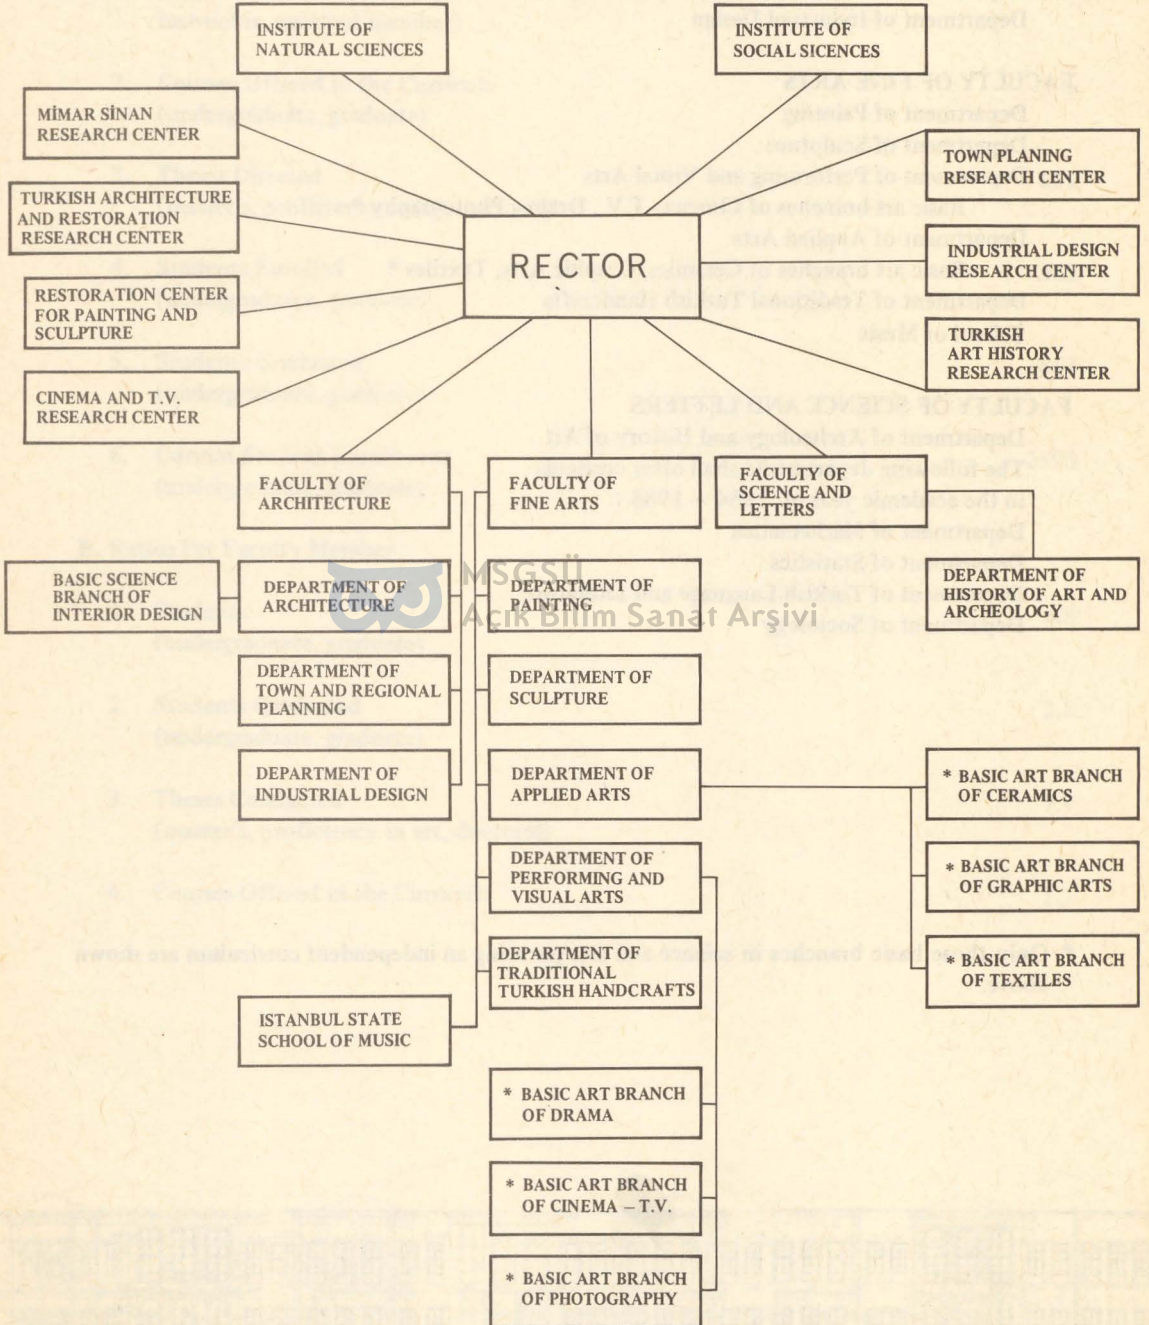 INSTITUTE OF
NATURAL SCIENCES
INSTITUTE OF
SOCIAL SICENCES
MİMAR SİNAN
RESEARCH CENTER
TOWN PLANING
RESEARCH CENTER
TURKISH ARCHITECTURE
AND RESTORATION
RESEARCH CENTER
RECTOR
INDUSTRIAL DESIGN
RESEARCH CENTER
RESTORATION CENTER
FOR PAINTING AND
SCULPTURE
TURKISH
ART HISTORY
RESEARCH CENTER
CINEMA AND T.V.
RESEARCH CENTER
FACULTY OF
ARCHITECTURE
FACULTY OF
FINE ARTS
FACULTY OF
SCIENCE AND
LETTERS
BASIC SCIENCE
BRANCH OF
INTERIOR DESIGN
DEPARTMENT OF
ARCHITECTURE
DEPARTMENT OF
PAINTING
DEPARTMENT OF
HISTORY OF ART AND
ARCHEOLOGY
MSGSÜ
Açık Bilim Sanat Arşivi
DEPARTMENT OF
TOWN AND REGIONAL
PLANNING
DEPARTMENT OF
SCULPTURE
DEPARTMENT OF
INDUSTRIAL DESIGN
DEPARTMENT OF
APPLIED ARTS
* BASIC ART BRANCH
OF CERAMICS
DEPARTMENT OF
PERFORMING AND
VISUAL ARTS
* BASIC ART BRANCH
OF GRAPHIC ARTS
DEPARTMENT OF
TRADITIONAL
TURKISH HANDCRAFTS
* BASIC ART BRANCH
OF TEXTILES
ISTANBUL STATE
SCHOOL OF MUSIC
* BASIC ART BRANCH
OF DRAMA
* BASIC ART BRANCH
OF CINEMA – T.V.
* BASIC ART BRANCH
OF PHOTOGRAPHY